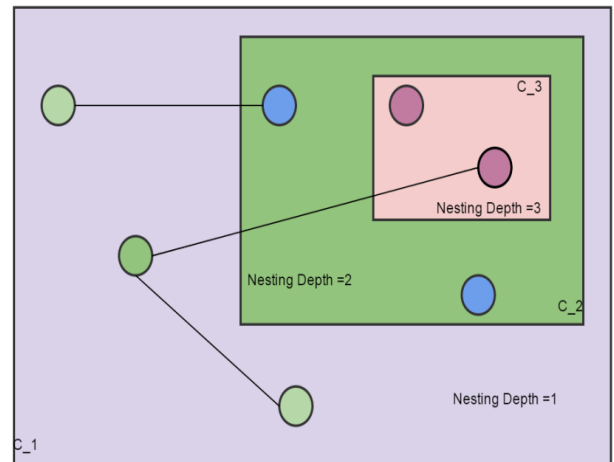 C_3
Nesting Depth =3
Nesting Depth =2
C_2
Nesting Depth =1
C_1